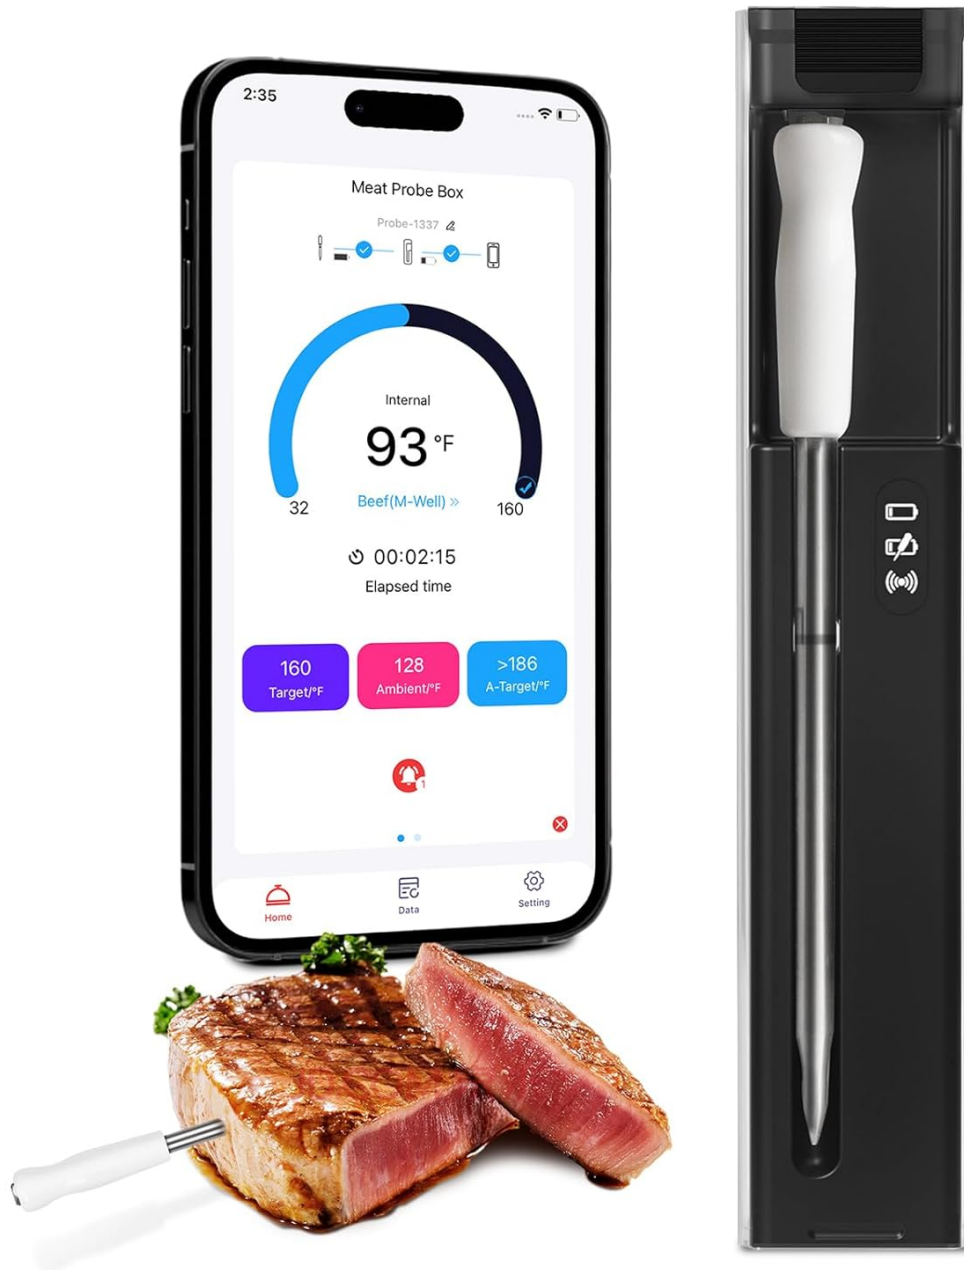 2:35
Meat Probe Box
Probe-1337
Internal
93 °F
Beef(M-Well) »
32
160
00:02:15
Elapsed time
160
Target/°F
128
Ambient/°F
>186
A-Target/°F
1
Home
Data
Setting